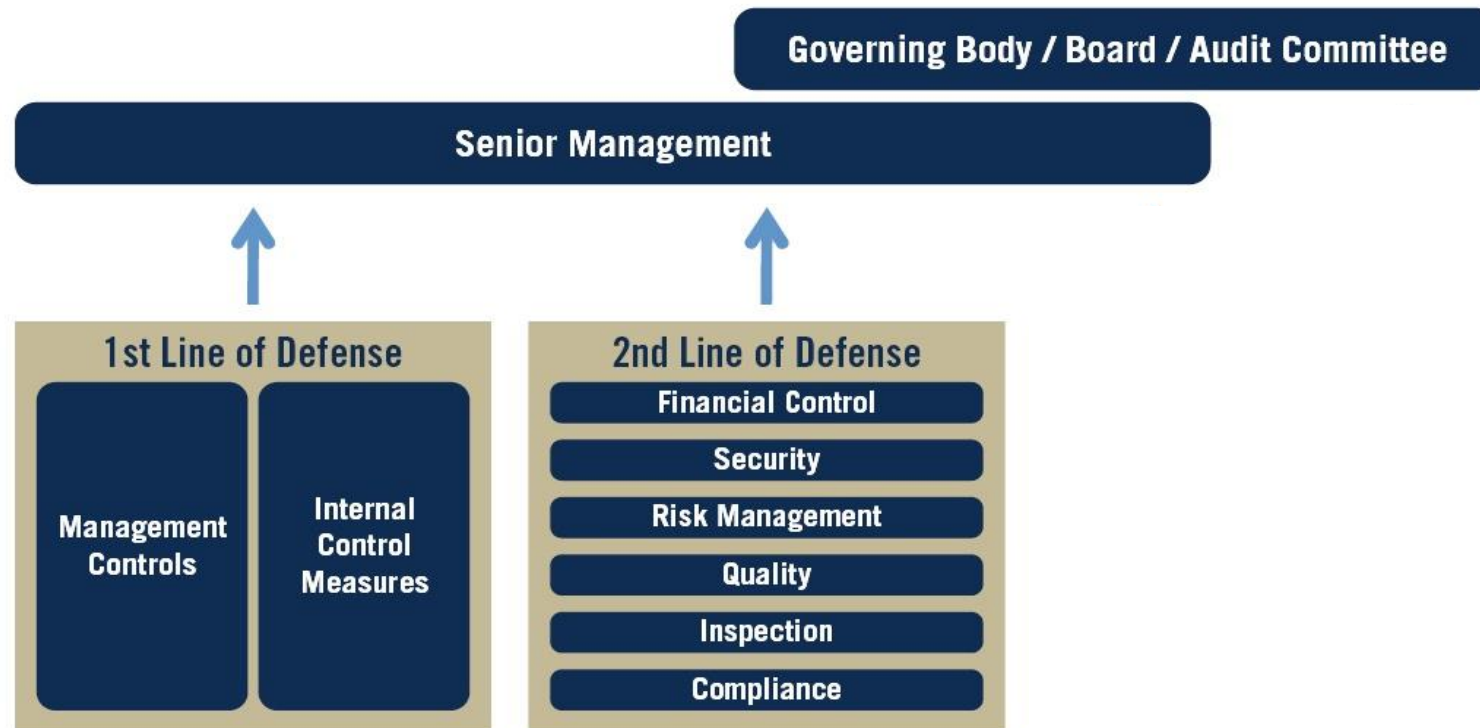 Governing Body / Board / Audit Committee
Senior Management
1st Line of Defense
Management
Controls
Internal
Control
Measures
2nd Line of Defense
Financial Control
Security
Risk Management
Quality
Inspection
Compliance